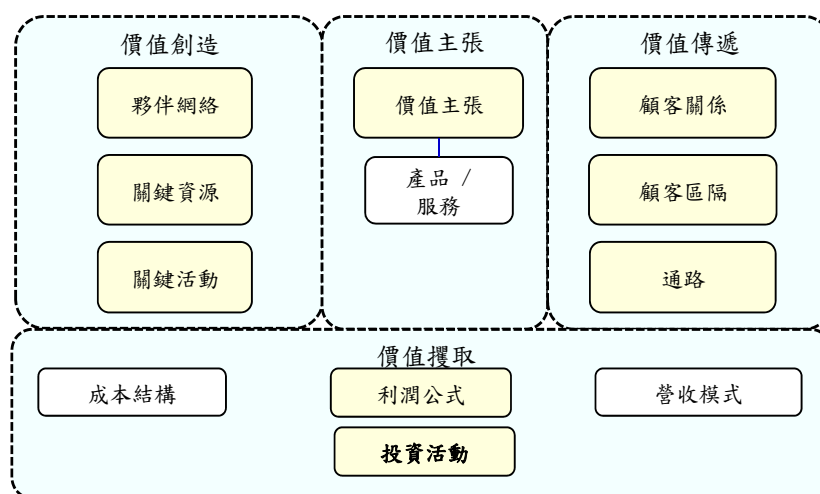 價值創造
夥伴網絡
關鍵資源
關鍵活動
價值主張
價值主張
產品 /
服務
價值傳遞
顧客關係
顧客區隔
通路
價值攫取
成本結構
利潤公式
營收模式
投資活動